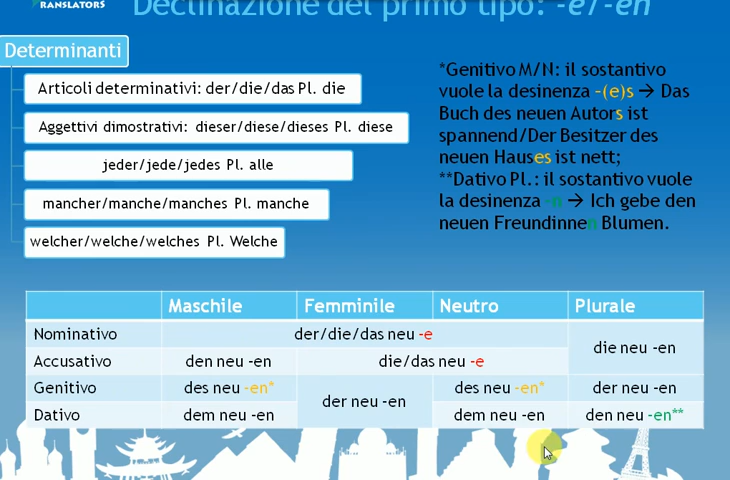 TRANSLATORS
Declinazione del primo tipo: -e/-en
Determinanti
Articoli determinativi: der/die/das Pl. die
Aggettivi dimostrativi: dieser/diese/dieses Pl. diese
jeder/jede/jedes Pl. alle
mancher/manche/manches Pl. manche
welcher/welche/welches Pl. Welche
*Genitivo M/N: il sostantivo
vuole la desinenza -(e)s → Das
Buch des neuen Autors ist
spannend/Der Besitzer des
neuen Hauses ist nett;
**Dativo Pl.: il sostantivo vuole
la desinenza -n → Ich gebe den
neuen Freundinnen Blumen.
Maschile Femminile Neutro Plurale
Nominativo der/die/das neu -e die neu -en
Accusativo den neu -en die/das neu -e
Genitivo des neu -en* der neu -en des neu -en* der neu -en
Dativo dem neu -en dem neu -en den neu -en**